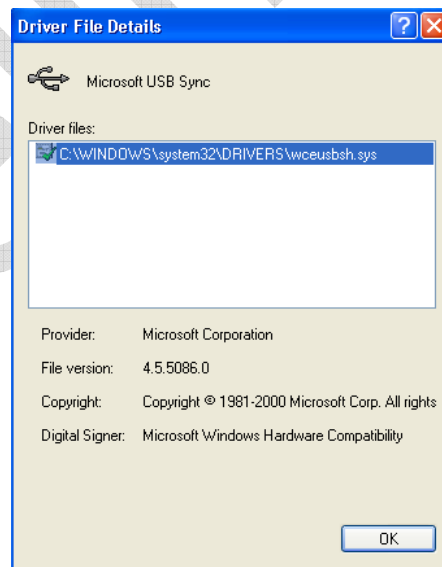 Driver File Details
Microsoft USB Sync
Driver files:
C:\WINDOWS\system32\DRIVERS\wceusbsh.sys
Provider: Microsoft Corporation
File version: 4.5.5086.0
Copyright: Copyright © 1981-2000 Microsoft Corp. All rights
Digital Signer: Microsoft Windows Hardware Compatibility
OK